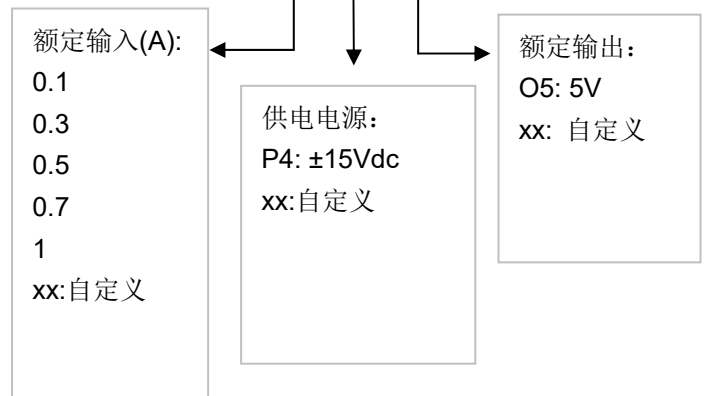 额定输入(A):
0.1
0.3
0.5
0.7
1
xx:自定义
供电电源：
P4: ±15Vdc
xx:自定义
额定输出：
O5: 5V
xx: 自定义